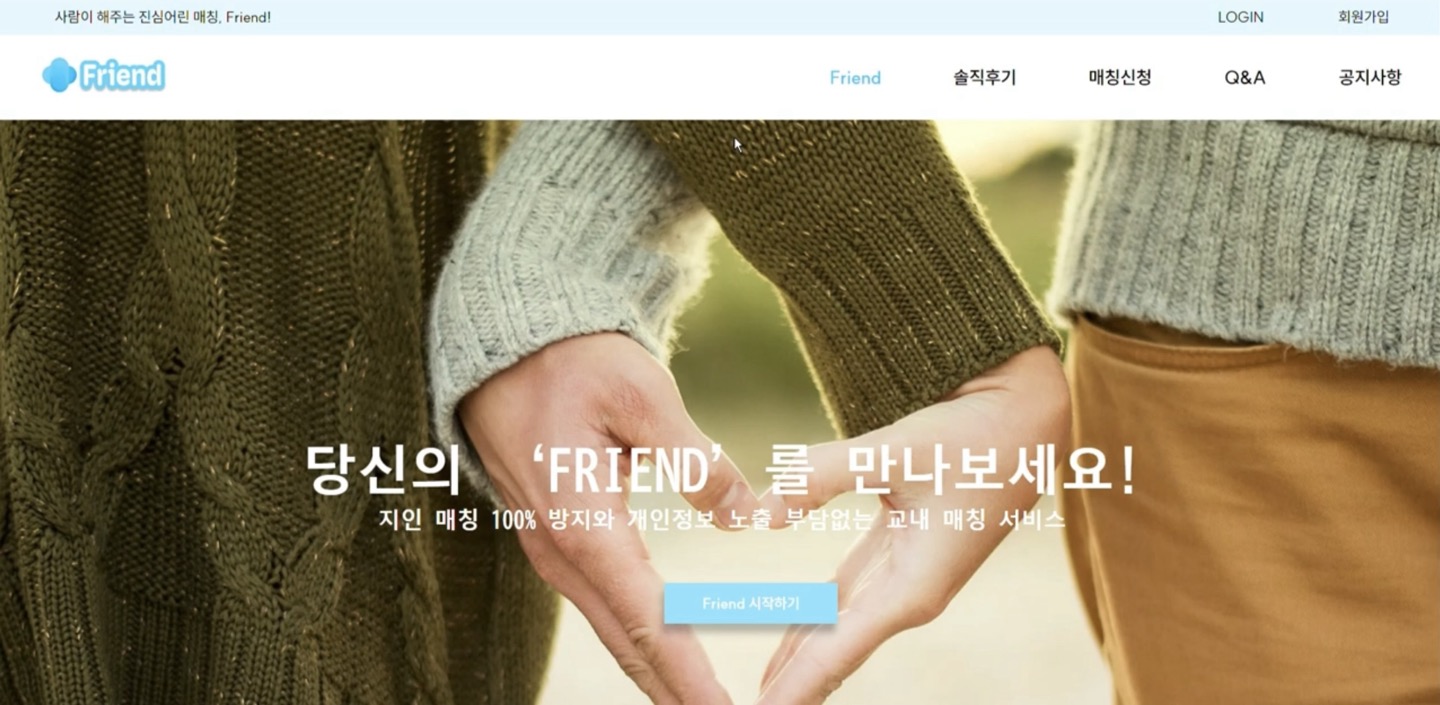 사람이 해주는 진심어린 매칭, Friend!
LOGIN 회원가입
Friend
Friend 솔직후기 매칭신청 Q&A 공지사항
당신의 ‘FRIEND’ 를 만나보세요!
지인 매칭 100% 방지와 개인정보 노출 부담없는 교내 매칭 서비스
Friend 시작하기